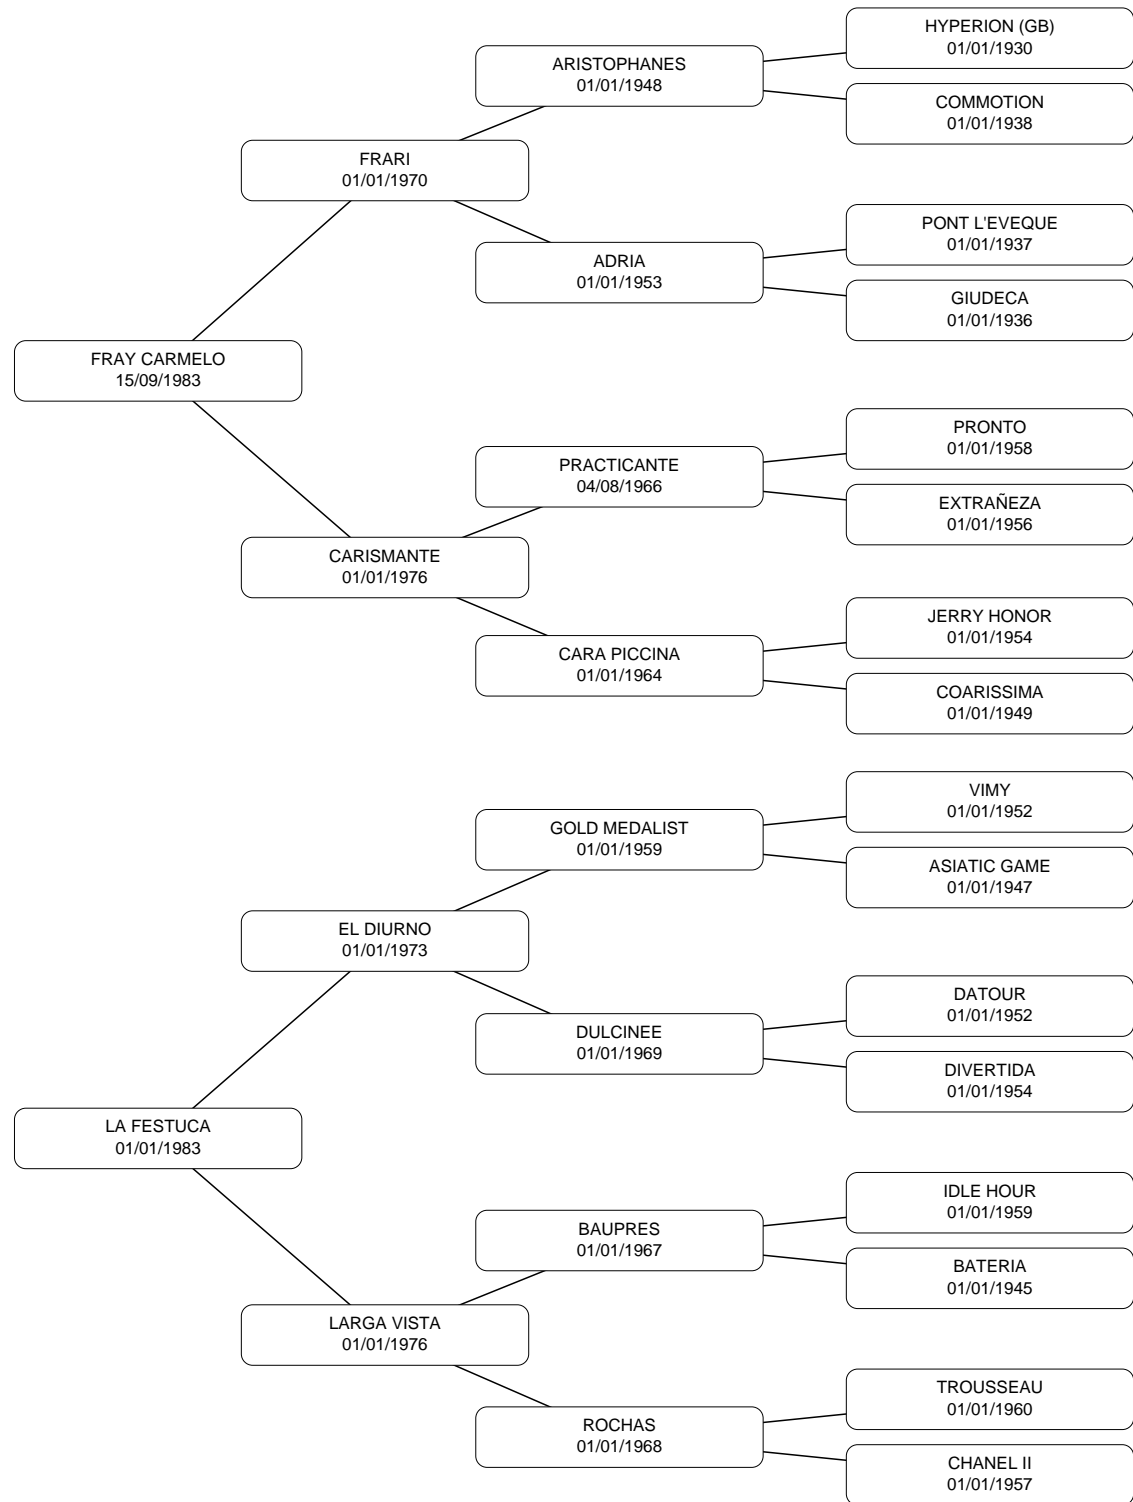 HYPERION (GB)
01/01/1930
ARISTOPHANES
01/01/1948
COMMOTION
01/01/1938
FRARI
01/01/1970
PONT L'EVEQUE
01/01/1937
ADRIA
01/01/1953
GIUDECA
01/01/1936
FRAY CARMELO
15/09/1983
PRONTO
01/01/1958
PRACTICANTE
04/08/1966
EXTRAÑEZA
01/01/1956
CARISMANTE
01/01/1976
JERRY HONOR
01/01/1954
CARA PICCINA
01/01/1964
COARISSIMA
01/01/1949
VIMY
01/01/1952
GOLD MEDALIST
01/01/1959
ASIATIC GAME
01/01/1947
EL DIURNO
01/01/1973
DATOUR
01/01/1952
DULCINEE
01/01/1969
DIVERTIDA
01/01/1954
LA FESTUCA
01/01/1983
IDLE HOUR
01/01/1959
BAUPRES
01/01/1967
BATERIA
01/01/1945
LARGA VISTA
01/01/1976
TROUSSEAU
01/01/1960
ROCHAS
01/01/1968
CHANEL II
01/01/1957